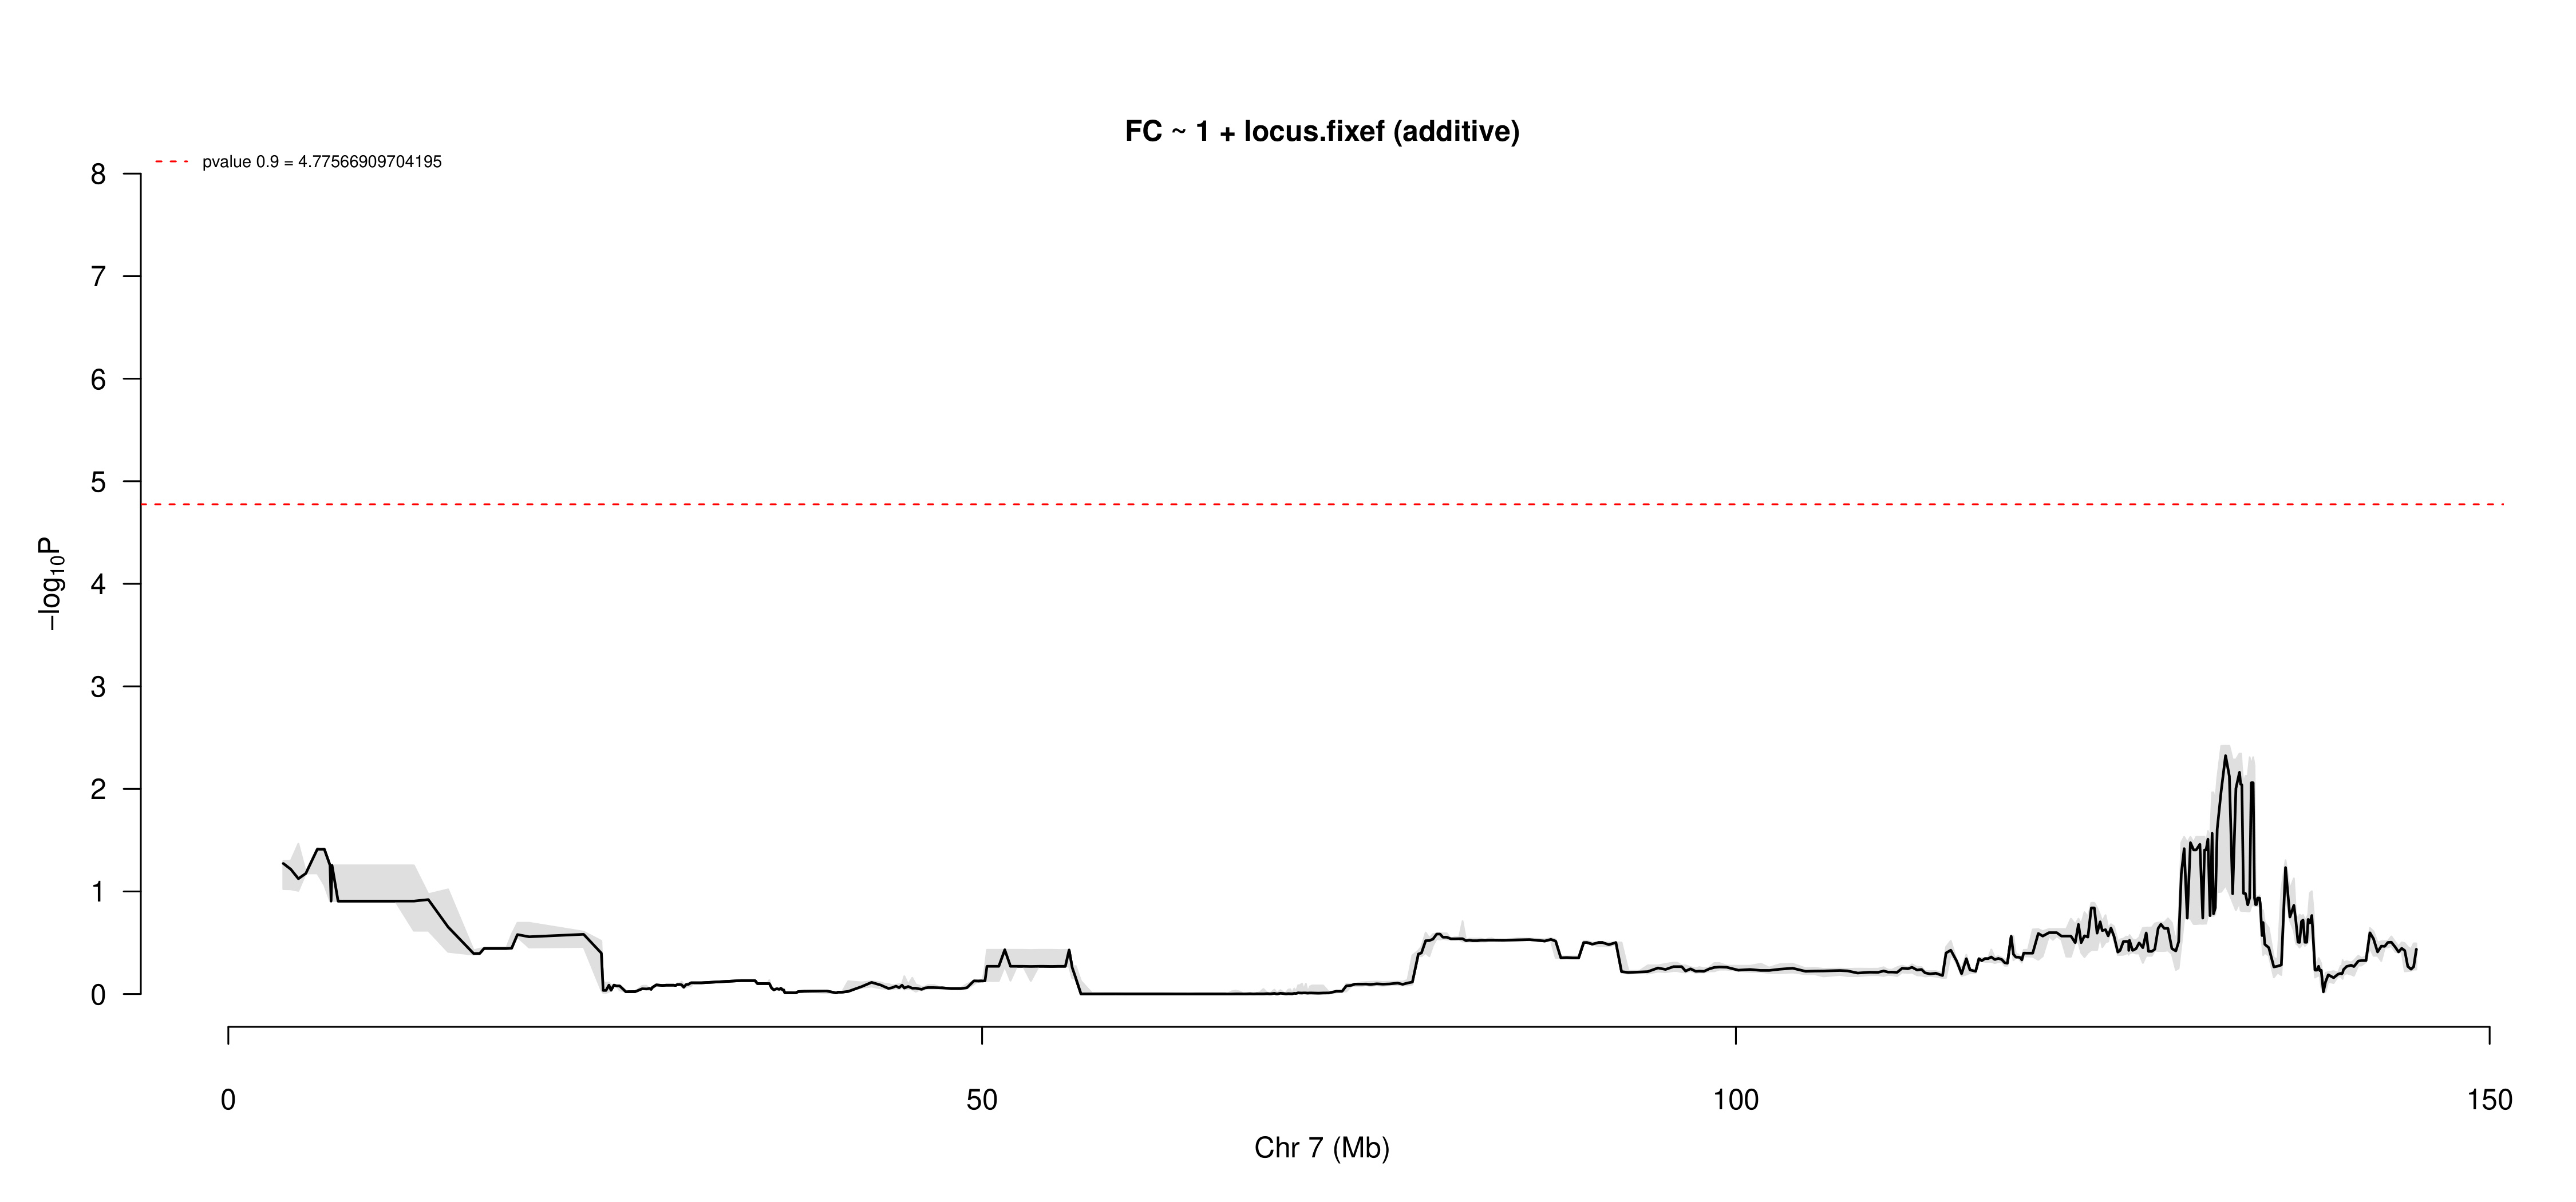 FC ~ 1 + locus.fixef (additive)
pvalue 0.9 = 4.77566909704195
8
7
6
5
4
3
2
1
0
−log10P
0 50 100 150
Chr 7 (Mb)